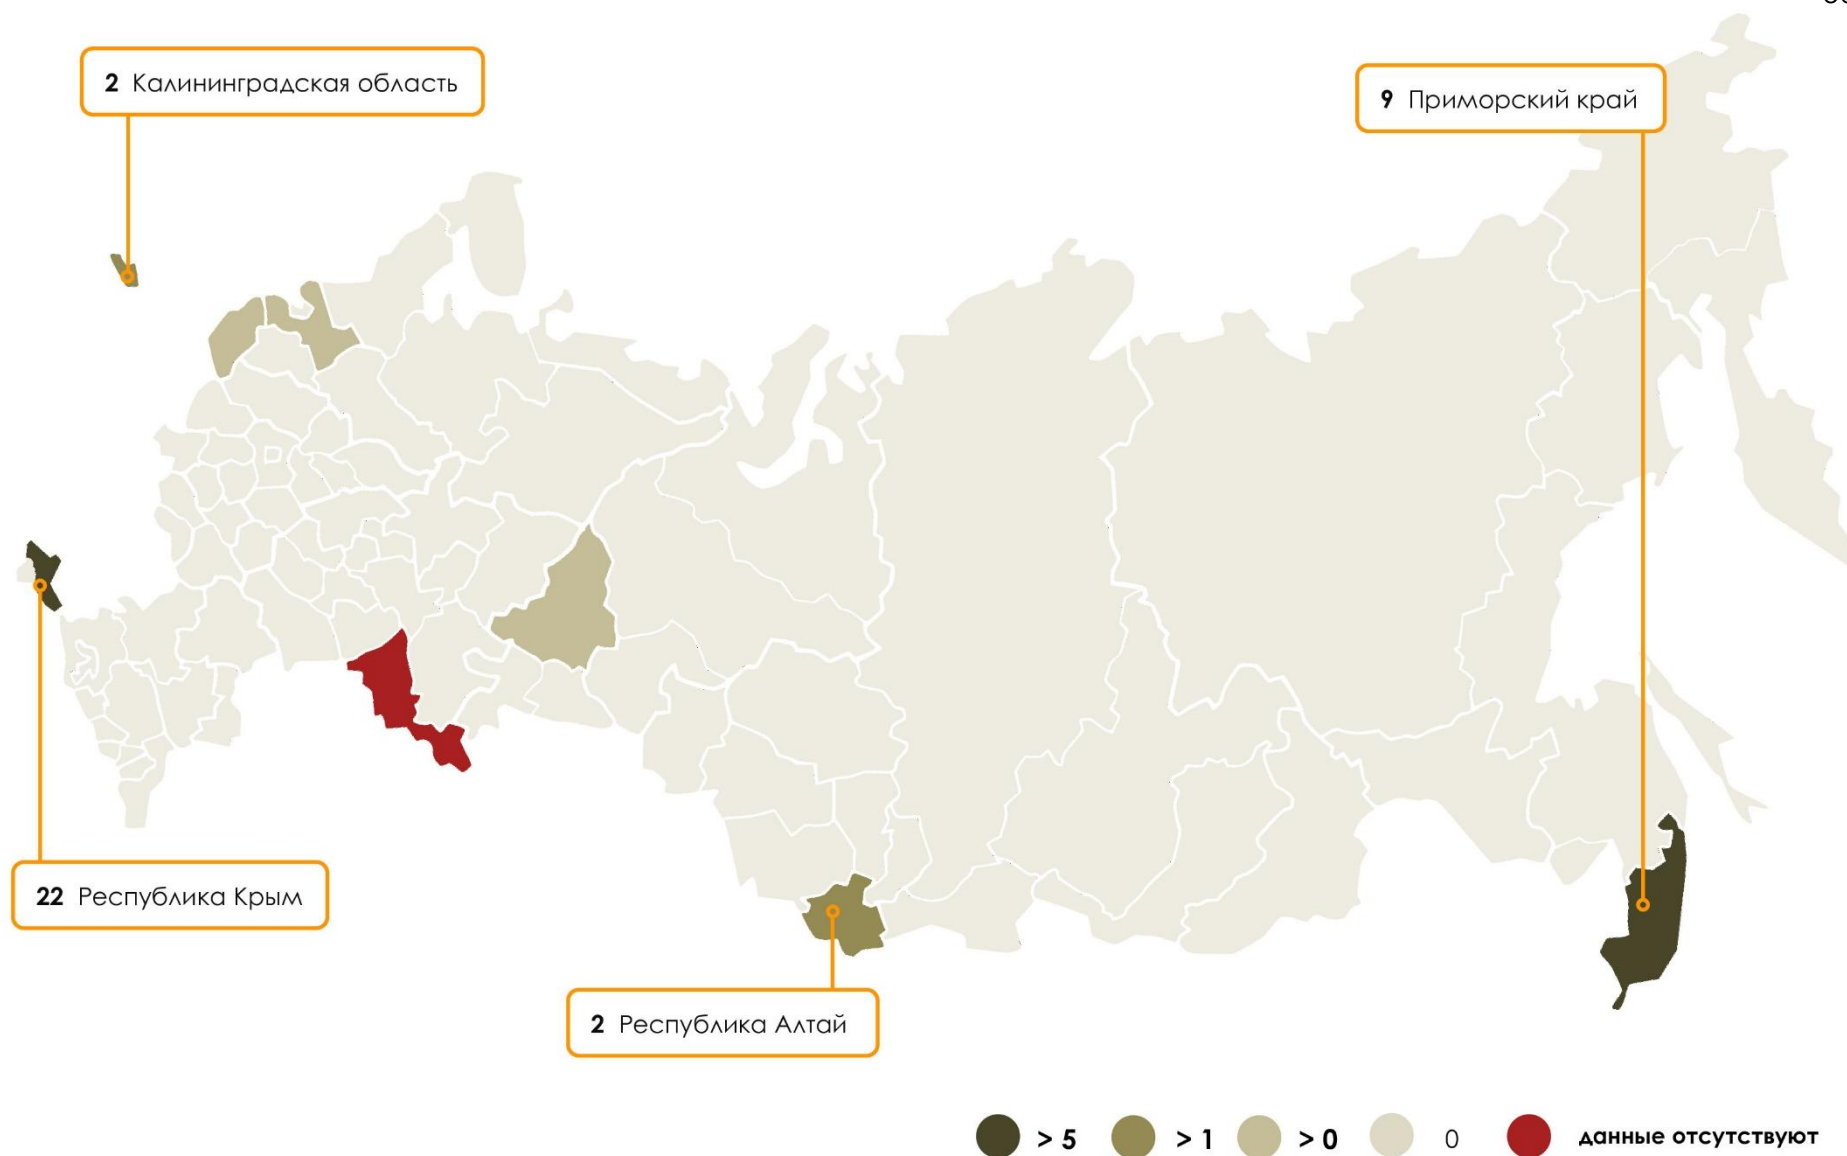 2 Калининградская область
9 Приморский край
22 Республика Крым
2 Республика Алтай
> 5 > 1 > 0 0 данные отсутствуют